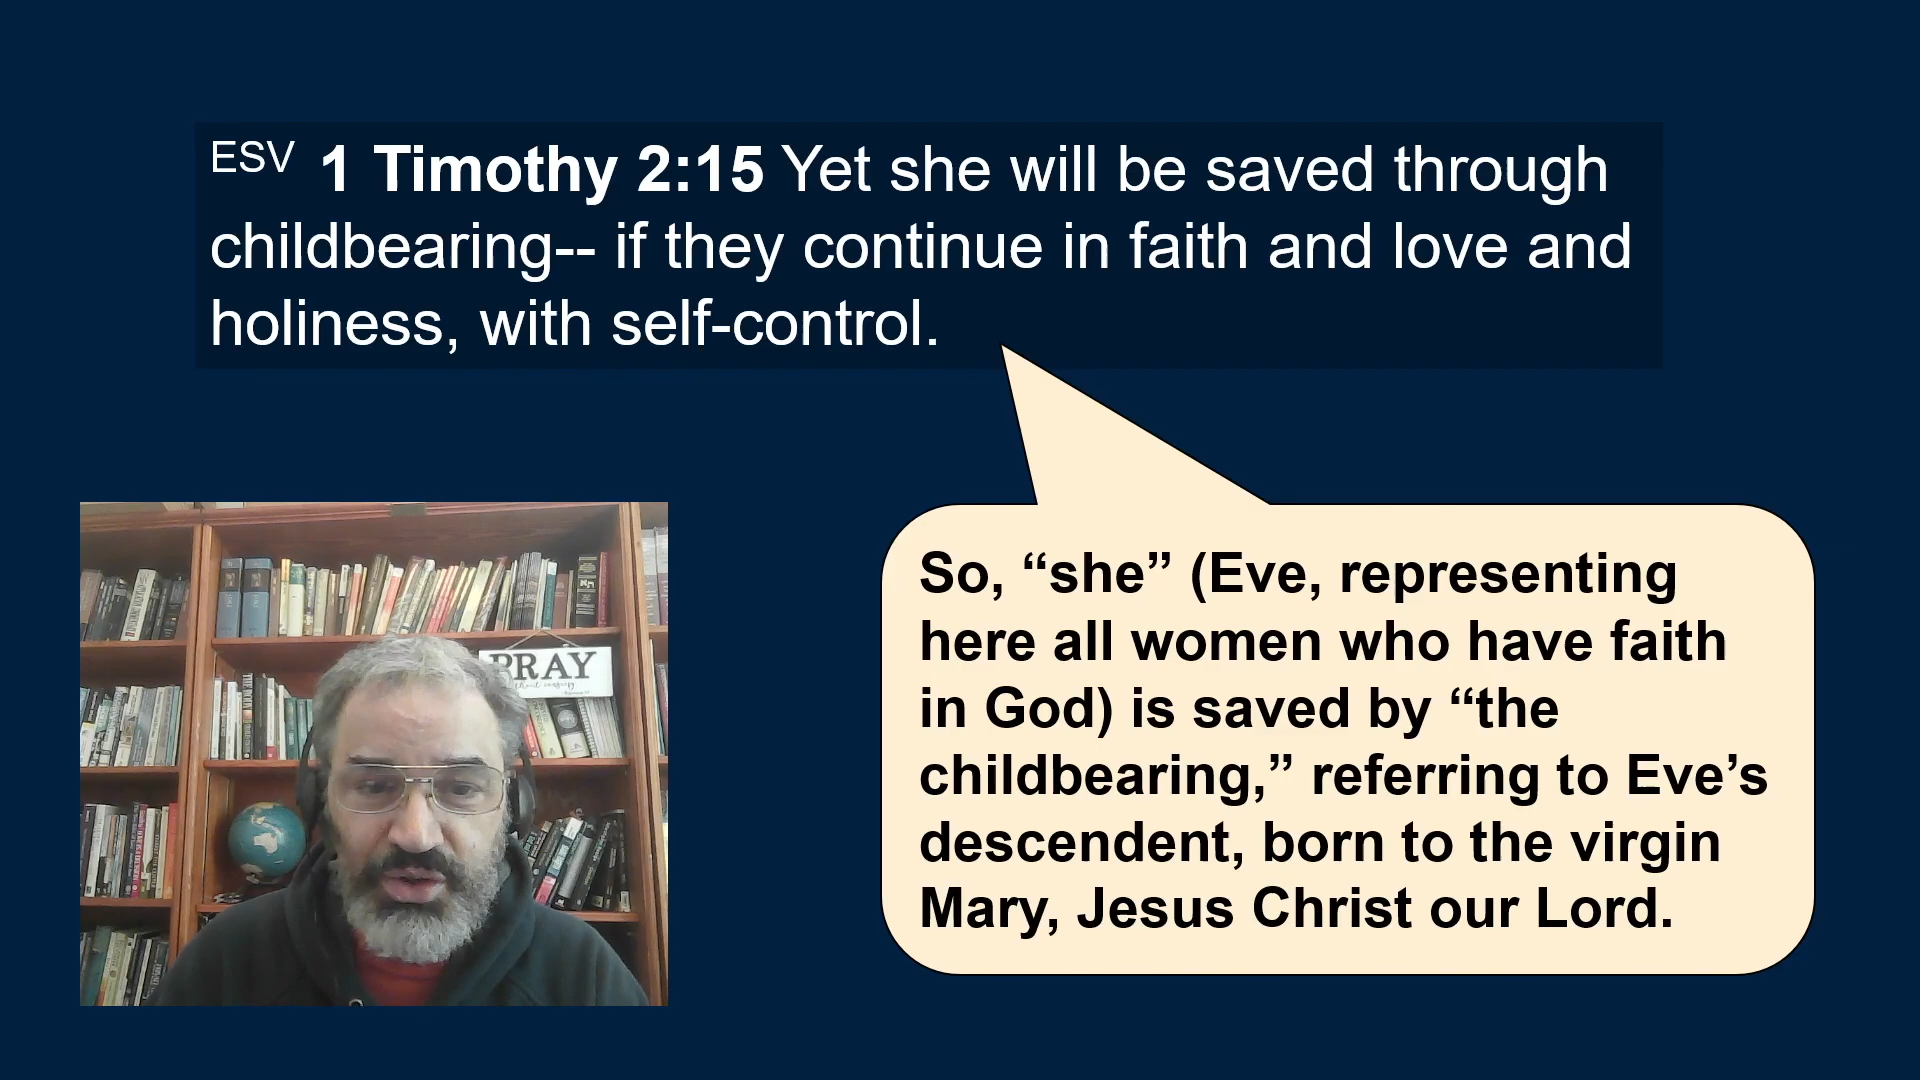 ESV 1 Timothy 2:15 Yet she will be saved through
childbearing-- if they continue in faith and love and
holiness, with self-control.
So, “she” (Eve, representing
here all women who have faith
in God) is saved by “the
childbearing,” referring to Eve’s
descendent, born to the virgin
Mary, Jesus Christ our Lord.
PRAY